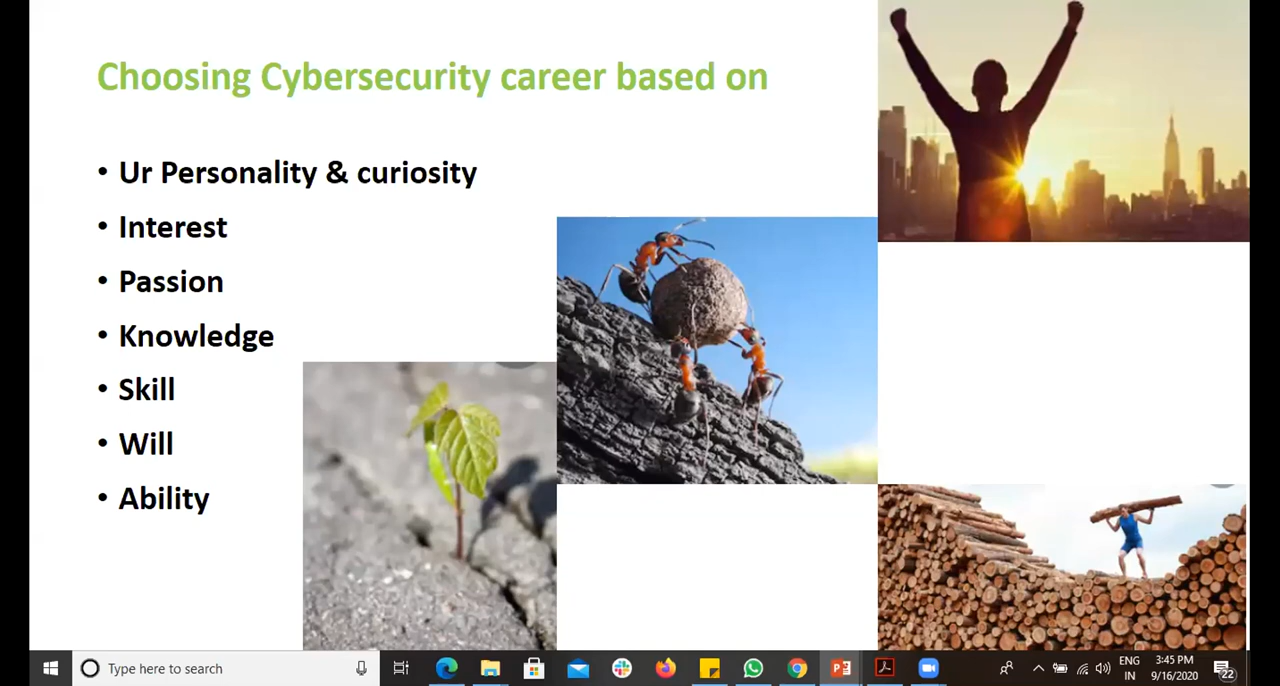 Choosing Cybersecurity career based on
• Ur Personality & curiosity
• Interest
• Passion
• Knowledge
• Skill
• Will
• Ability
Type here to search
ENG
IN
3:45 PM
9/16/2020
22